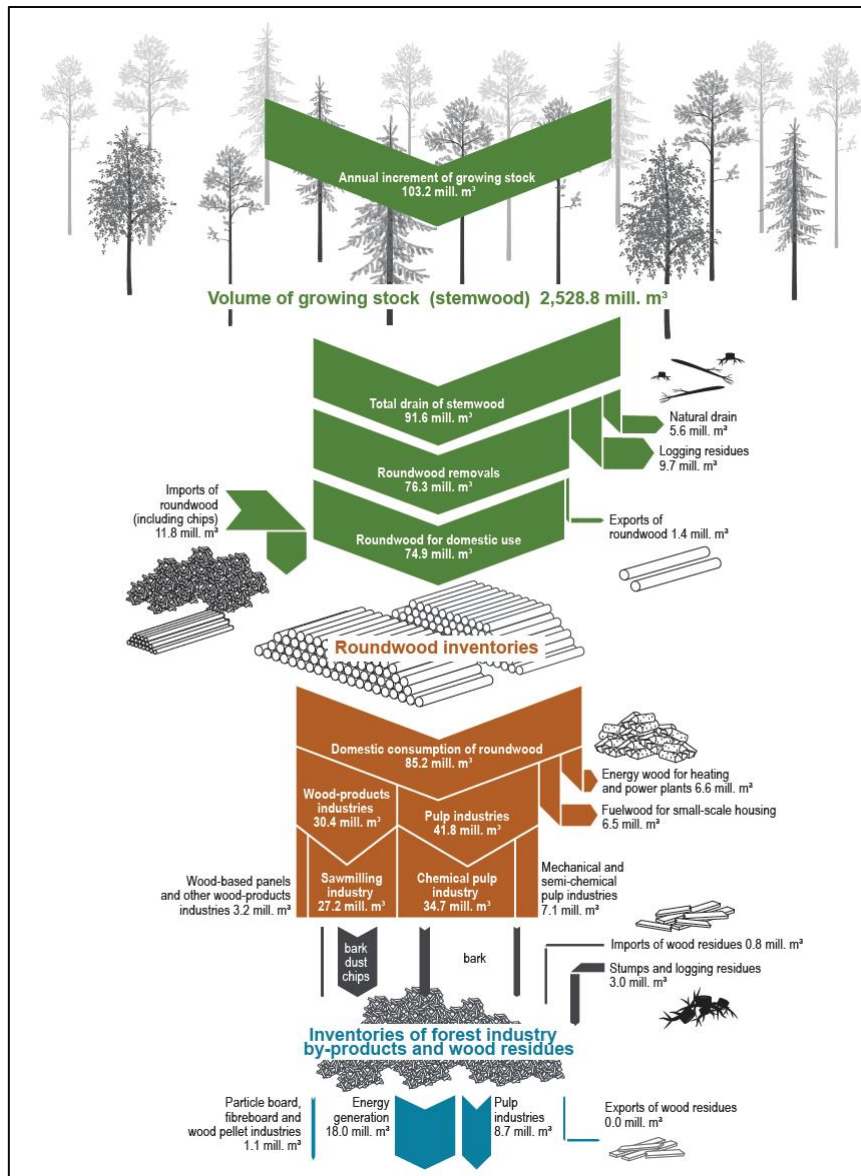 Annual increment of growing stock
103.2 mill. m³
Volume of growing stock (stemwood) 2,528.8 mill. m³
Total drain of stemwood
91.6 mill. m³
Natural drain
5.6 mill. m³
Logging residues
9.7 mill. m³
Roundwood removals
76.3 mill. m³
Imports of
roundwood
(including chips)
11.8 mill. m³
Roundwood for domestic use
74.9 mill. m³
Exports of
roundwood 1.4 mill. m³
Roundwood inventories
Domestic consumption of roundwood
85.2 mill. m³
Energy wood for heating
and power plants 6.6 mill. m³
Fuelwood for small-scale housing
6.5 mill. m³
Wood-products
industries
30.4 mill. m³
Pulp industries
41.8 mill. m³
Wood-based panels
and other wood-products
industries 3.2 mill. m³
Sawmilling
industry
27.2 mill. m³
Chemical pulp
industry
34.7 mill. m³
Mechanical and
semi-chemical
pulp industries
7.1 mill. m³
bark
dust
chips
bark
Imports of wood residues 0.8 mill. m³
Stumps and logging residues
3.0 mill. m³
Inventories of forest industry
by-products and wood residues
Particle board,
fibreboard and
wood pellet industries
1.1 mill. m³
Energy
generation
18.0 mill. m³
Pulp
industries
8.7 mill. m³
Exports of wood residues
0.0 mill. m³